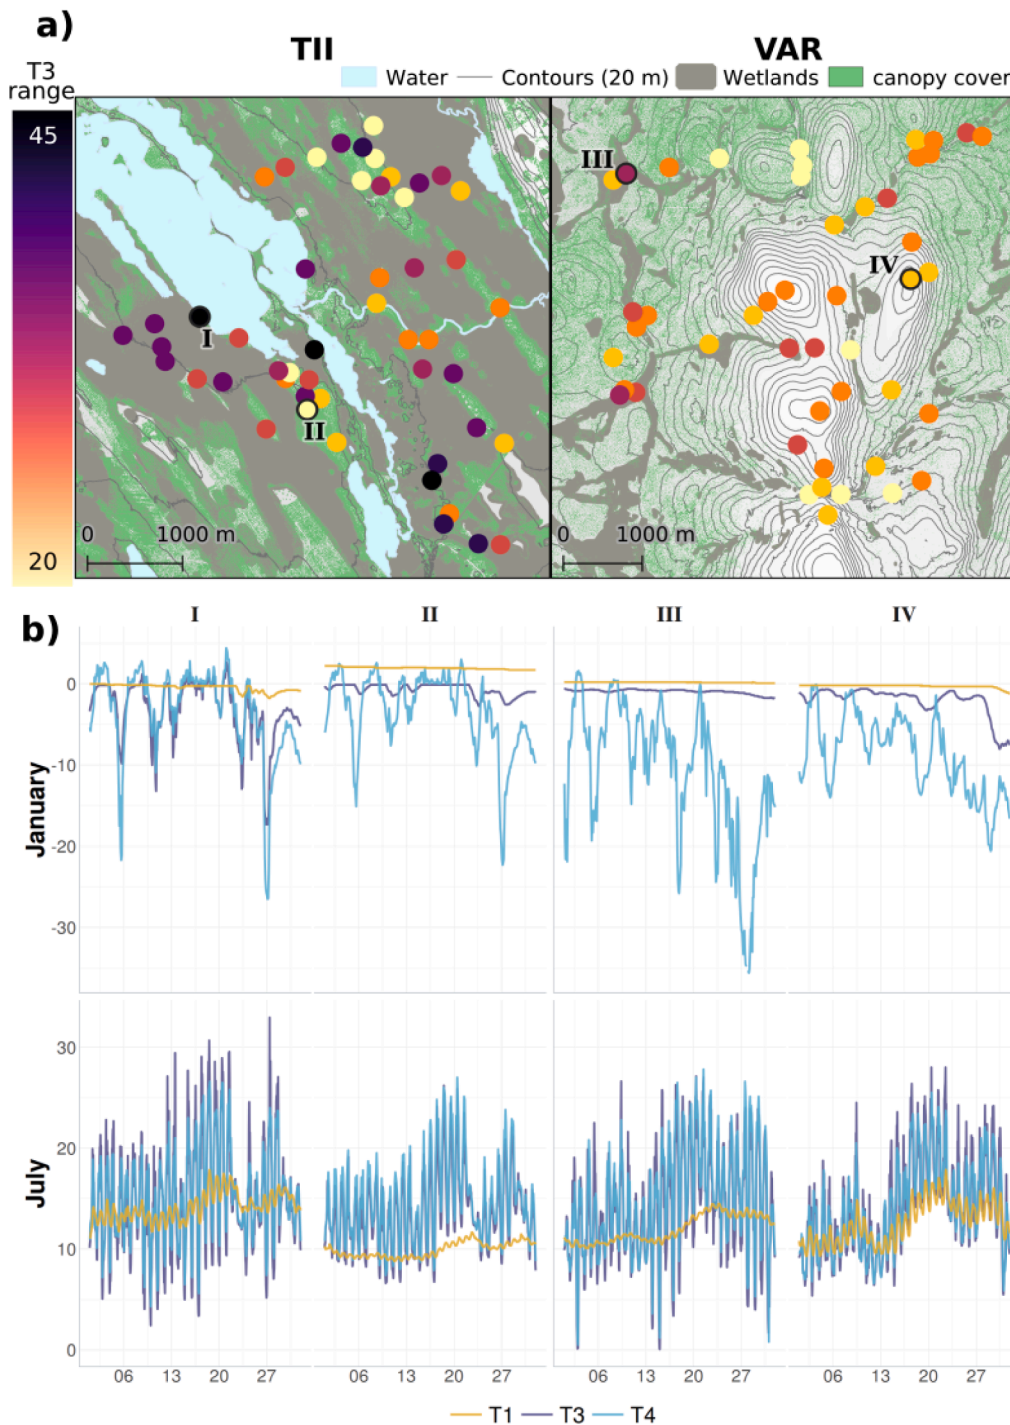 a)
TII
VAR
T3
range
Water
Contours (20 m)
Wetlands
canopy cover
45
20
I
II
0
1000 m
III
IV
0
1000 m
b)
I
II
III
IV
January
0
-10
-20
-30
July
30
20
10
0
06 13 20 27
06 13 20 27
06 13 20 27
06 13 20 27
T1 T3 T4